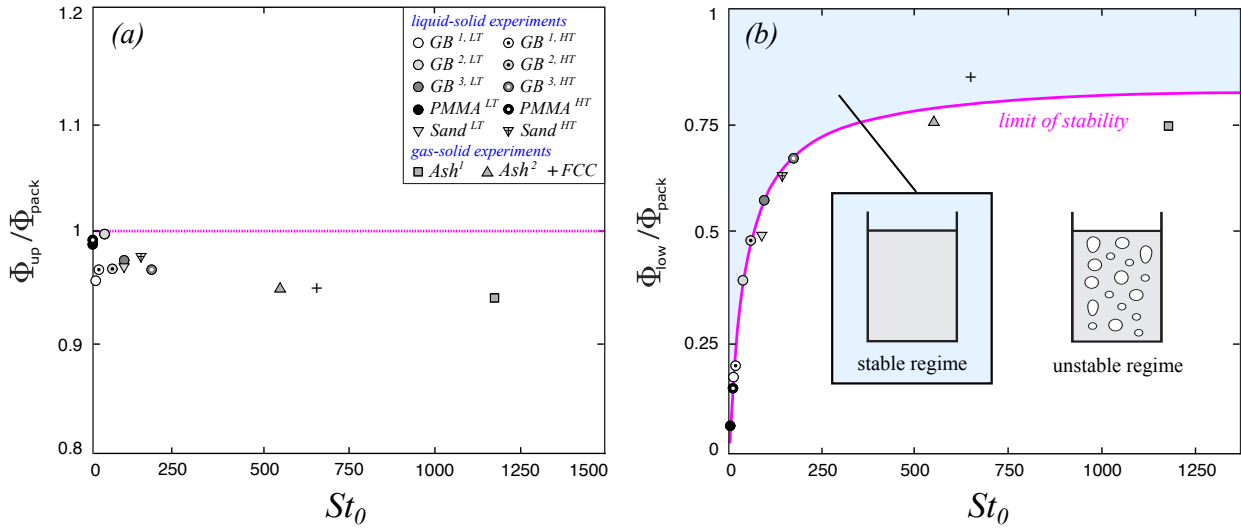 (a)
1.2
1.1
1
0.9
0.8
Φup /Φpack
0 250 500 750 1000 1250 1500
St0
liquid-solid experiments
GB 1, LT GB 1, HT
GB 2, LT GB 2, HT
GB 3, LT GB 3, HT
PMMA LT PMMA HT
Sand LT Sand HT
gas-solid experiments
Ash1 Ash2 +FCC
(b)
1
0.75
0.5
0.25
0
Φlow /Φpack
limit of stability
stable regime
unstable regime
0 250 500 750 1000 1250
St0